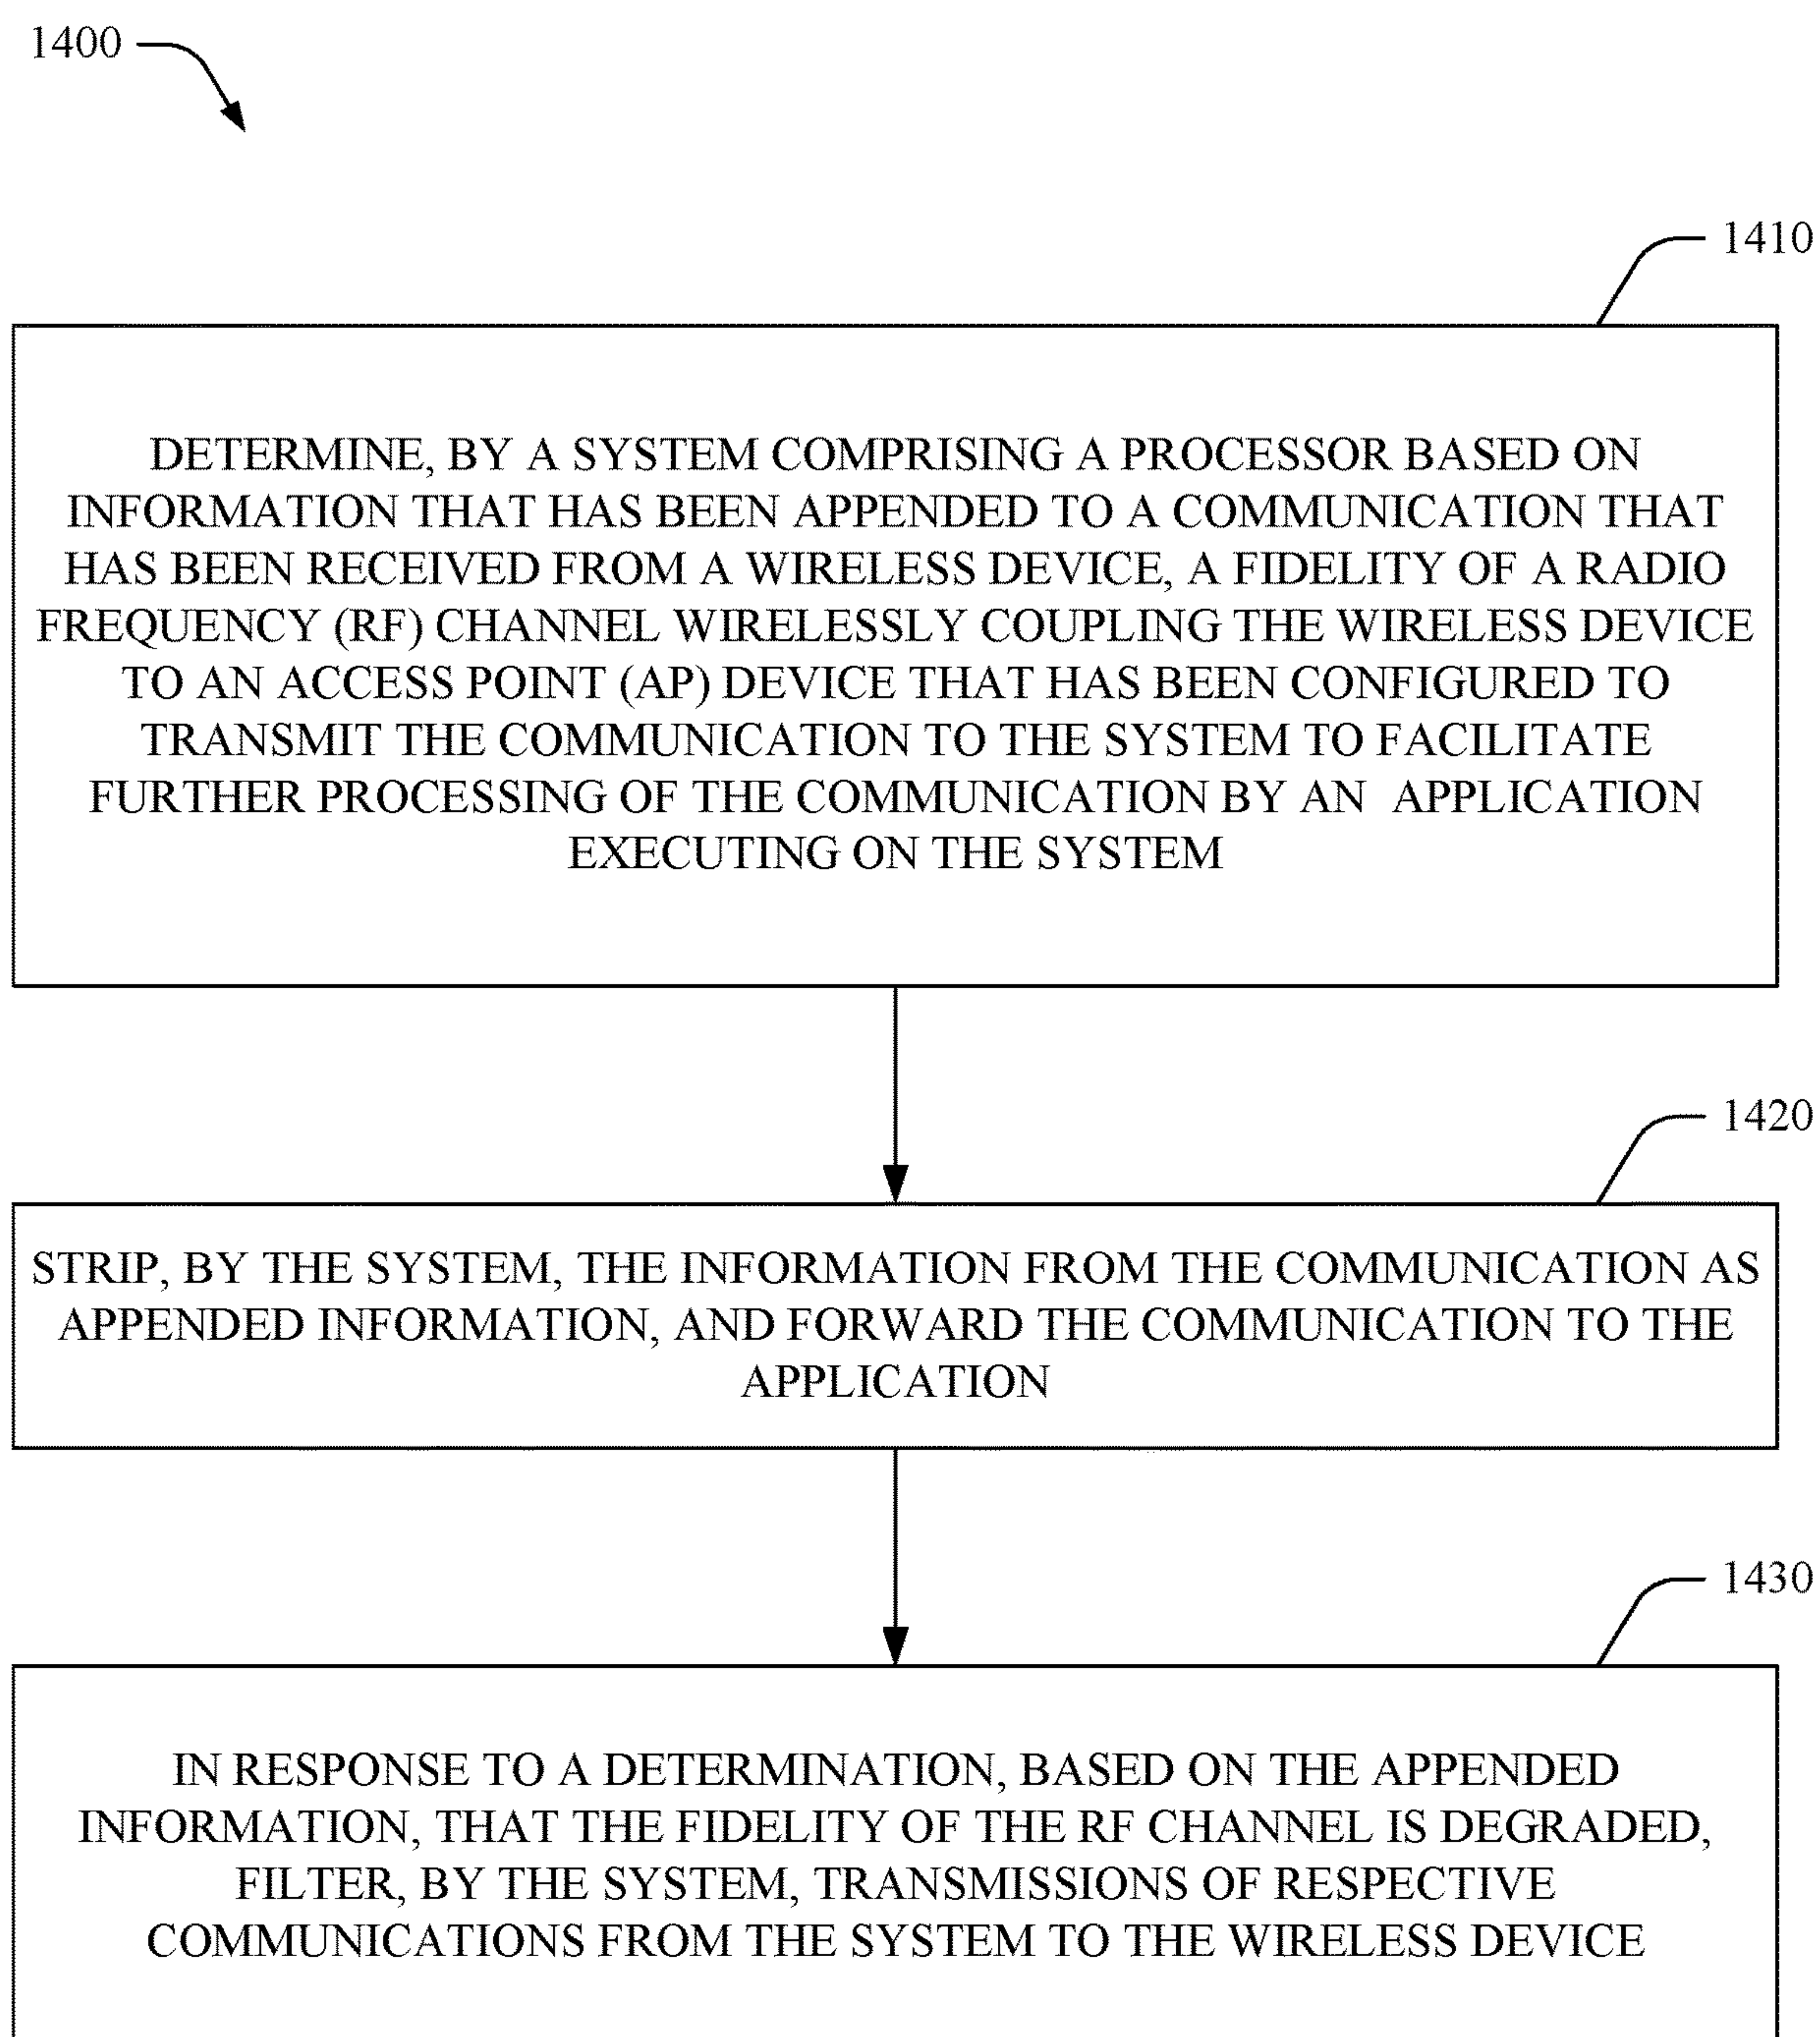 1400
1410
DETERMINE, BY A SYSTEM COMPRISING A PROCESSOR BASED ON
INFORMATION THAT HAS BEEN APPENDED TO A COMMUNICATION THAT
HAS BEEN RECEIVED FROM A WIRELESS DEVICE, A FIDELITY OF A RADIO
FREQUENCY (RF) CHANNEL WIRELESSLY COUPLING THE WIRELESS DEVICE
TO AN ACCESS POINT (AP) DEVICE THAT HAS BEEN CONFIGURED TO
TRANSMIT THE COMMUNICATION TO THE SYSTEM TO FACILITATE
FURTHER PROCESSING OF THE COMMUNICATION BY AN APPLICATION
EXECUTING ON THE SYSTEM
1420
STRIP, BY THE SYSTEM, THE INFORMATION FROM THE COMMUNICATION AS
APPENDED INFORMATION, AND FORWARD THE COMMUNICATION TO THE
APPLICATION
1430
IN RESPONSE TO A DETERMINATION, BASED ON THE APPENDED
INFORMATION, THAT THE FIDELITY OF THE RF CHANNEL IS DEGRADED,
FILTER, BY THE SYSTEM, TRANSMISSIONS OF RESPECTIVE
COMMUNICATIONS FROM THE SYSTEM TO THE WIRELESS DEVICE